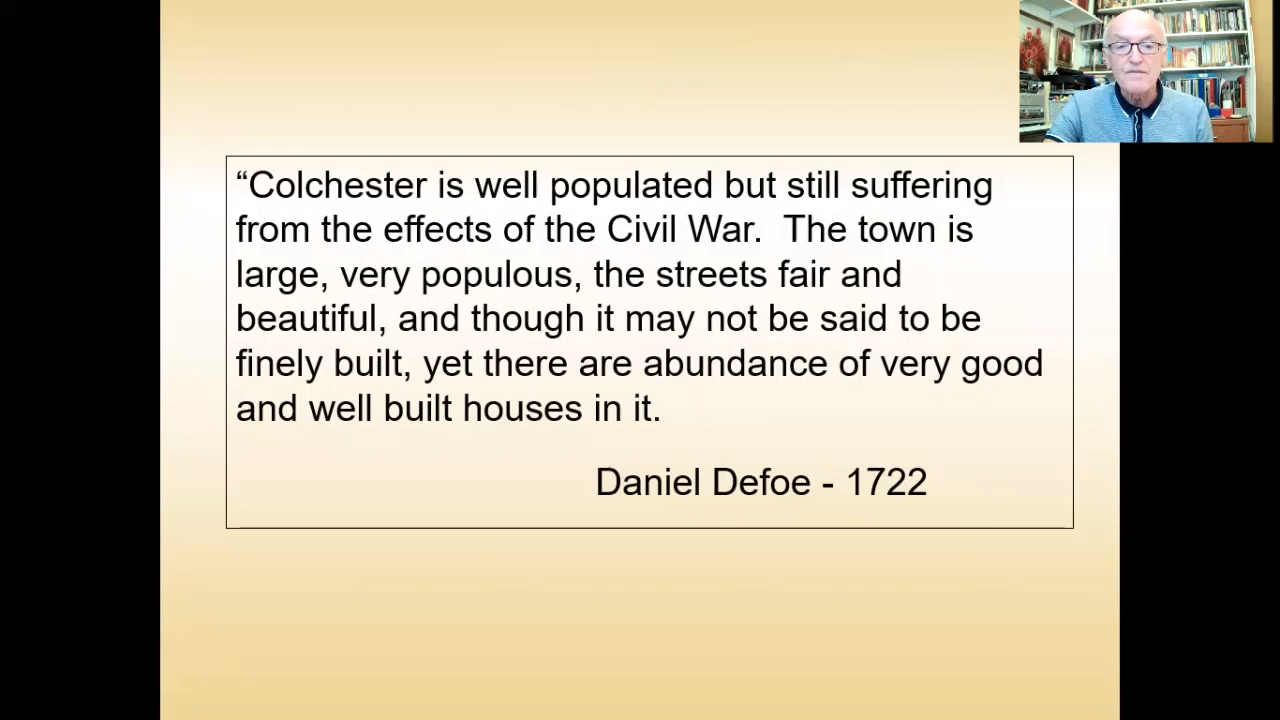 “Colchester is well populated but still suffering
from the effects of the Civil War.  The town is
large, very populous, the streets fair and
beautiful, and though it may not be said to be
finely built, yet there are abundance of very good
and well built houses in it.
Daniel Defoe - 1722